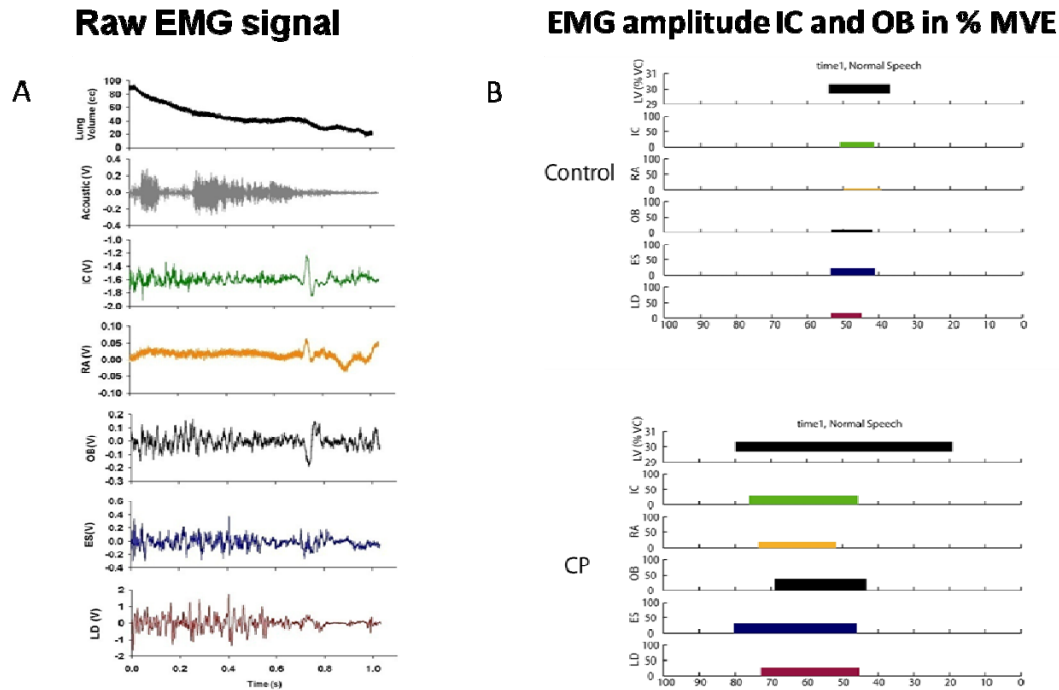 Raw EMG signal
EMG amplitude IC and OB in % MVE
A
100
80
60
40
20
0
Lung
Volume (cc)
0.4
0.2
0.0
-0.2
-0.4
Acoustic (V)
-1.0
-1.2
-1.4
-1.6
-1.8
-2.0
IC (V)
0.10
0.05
0.00
-0.05
-0.10
RA (V)
0.2
0.1
0.0
-0.1
-0.2
-0.3
OB(V)
0.6
0.4
0.2
0.0
-0.2
-0.4
ES(V)
2
1
0
-1
-2
LD (V)
0.0 0.2 0.4 0.6 0.8 1.0
Time (s)
B
time1, Normal Speech
Control
31
30
29
LV (% VC)
100
50
0
IC
100
50
0
RA
100
50
0
OB
100
50
0
ES
100
50
0
LD
100 90 80 70 60 50 40 30 20 10 0
time1, Normal Speech
CP
31
30
29
LV (% VC)
100
50
0
IC
100
50
0
RA
100
50
0
OB
100
50
0
ES
100
50
0
LD
100 90 80 70 60 50 40 30 20 10 0